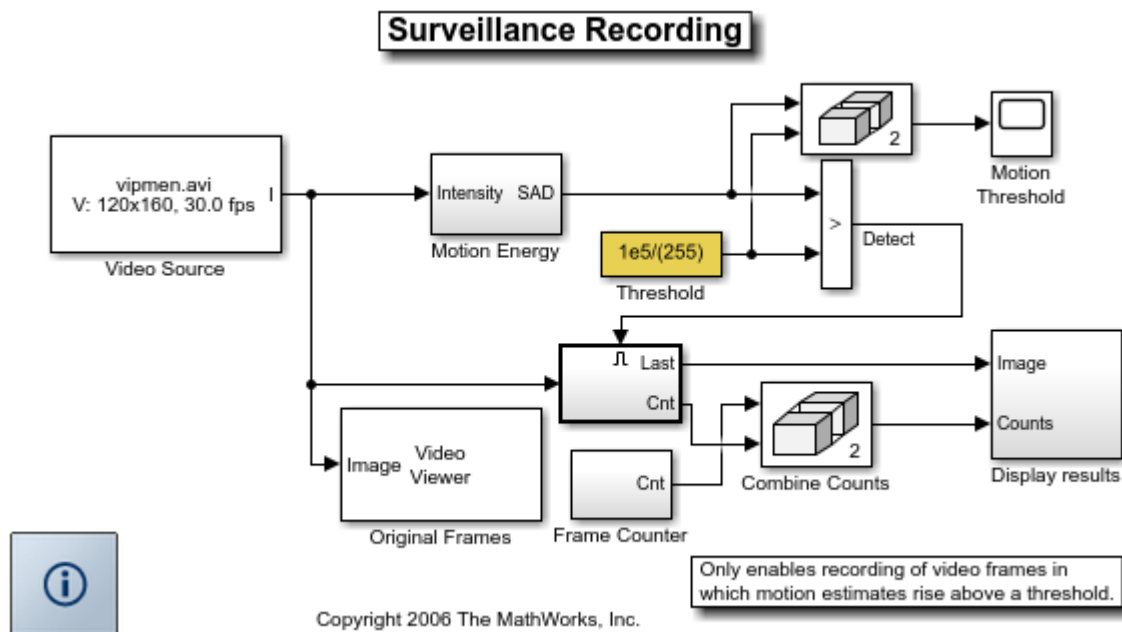 Surveillance Recording
2
vipmen.avi
V: 120x160, 30.0 fps
I
Video Source
Intensity SAD
Motion Energy
Motion
Threshold
>
Detect
1e5/(255)
Threshold
Last
Cnt
Image
Counts
Display results
2
Combine Counts
Image
Video
Viewer
Original Frames
Cnt
Frame Counter
i
Only enables recording of video frames in
which motion estimates rise above a threshold.
Copyright 2006 The MathWorks, Inc.